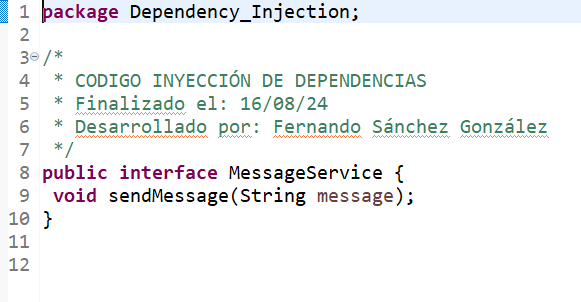 1 package Dependency_Injection;
2
3 /*
4 * CODIGO INYECCIÓN DE DEPENDENCIAS
5 * Finalizado el: 16/08/24
6 * Desarrollado por: Fernando Sánchez González
7 */
8 public interface MessageService {
9 void sendMessage(String message);
10 }
11
12